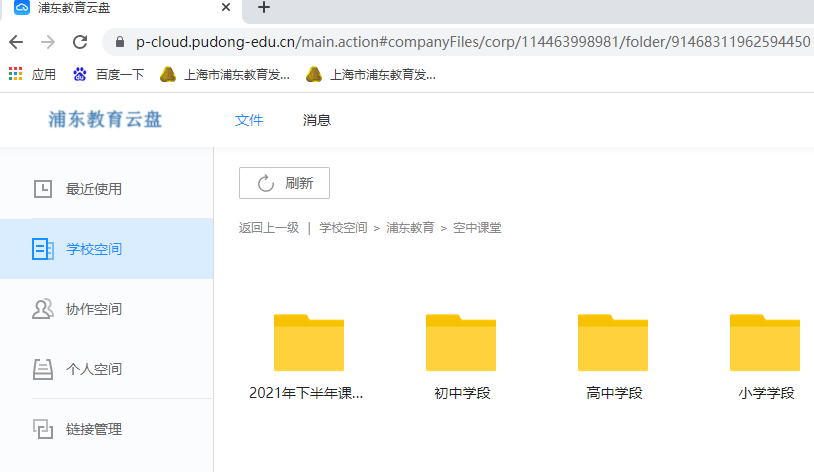 浦东教育云盘
p-cloud.pudong-edu.cn/main.action#companyFiles/corp/114463998981/folder/91468311962594450
应用 百度一下 上海市浦东教育发... 上海市浦东教育发...
浦东教育云盘 文件 消息
最近使用
学校空间
协作空间
个人空间
链接管理
刷新
返回上一级 | 学校空间 > 浦东教育 > 空中课堂
2021年下半年课... 初中学段 高中学段 小学学段